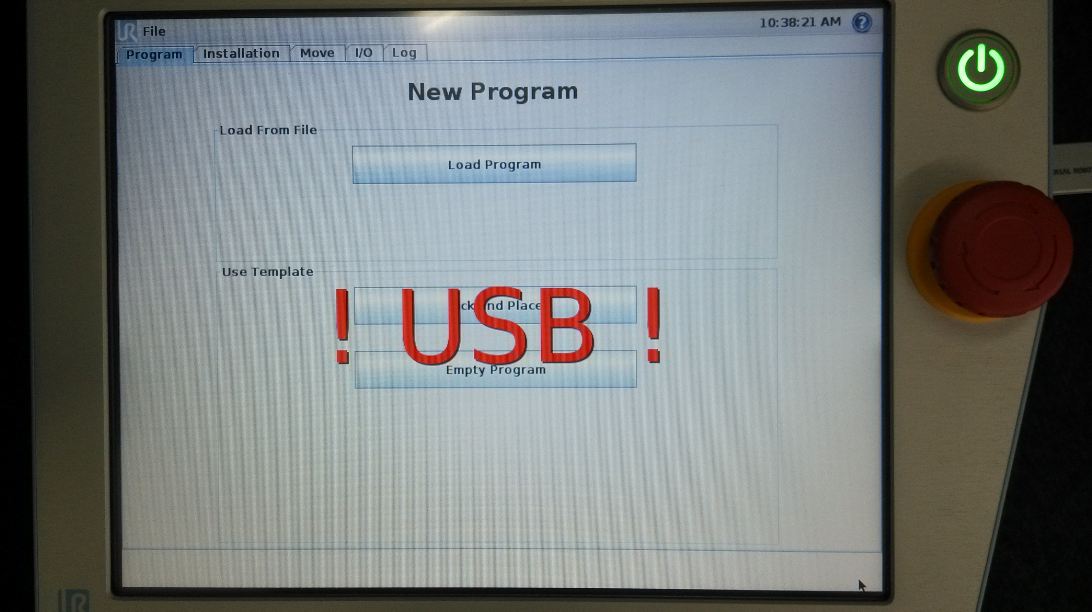 UR File 10:38:21 AM ?
Program Installation Move I/O Log
New Program
Load From File
Load Program
Use Template
! USB !
Empty Program